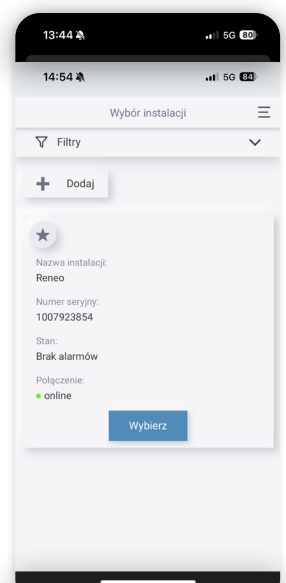 13:44 5G 80
14:54 5G 84
Wybór instalacji
Filtry
Dodaj
Nazwa instalacji:
Reneo
Numer seryjny:
1007923854
Stan:
Brak alarmów
Połączenie:
online
Wybierz